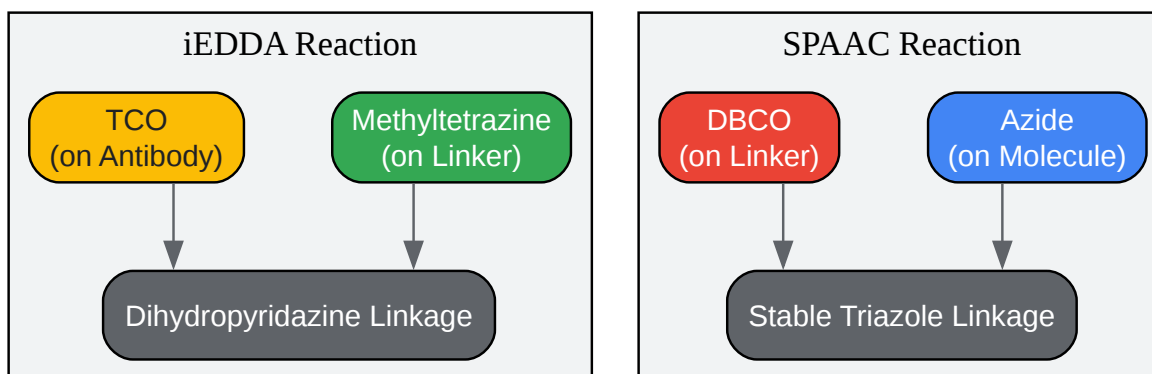 iEDDA Reaction
TCO
(on Antibody)
Methyltetrazine
(on Linker)
Dihydropyridazine Linkage
SPAAC Reaction
DBCO
(on Linker)
Azide
(on Molecule)
Stable Triazole Linkage